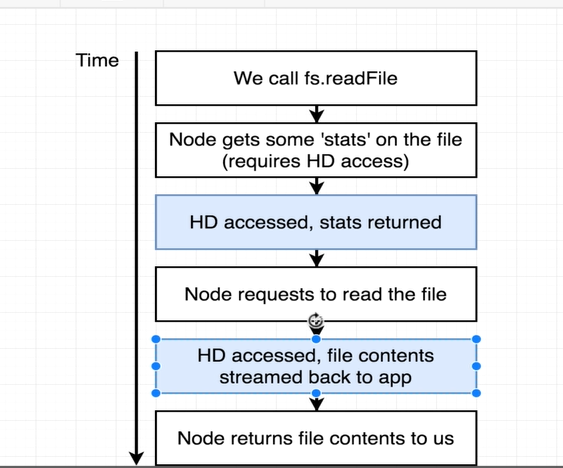 Time
We call fs.readFile
Node gets some 'stats' on the file
(requires HD access)
HD accessed, stats returned
Node requests to read the file
HD accessed, file contents
streamed back to app
Node returns file contents to us